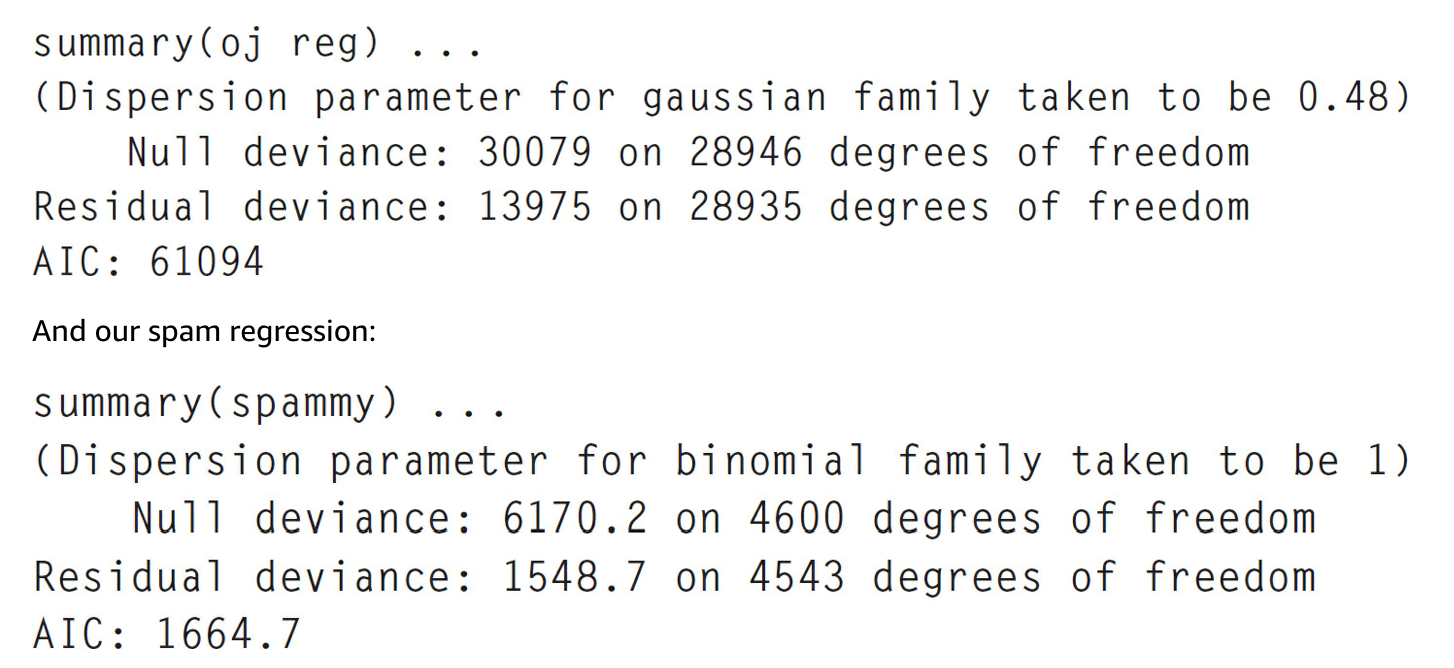 summary(oj reg) ...
(Dispersion parameter for gaussian family taken to be 0.48)
Null deviance: 30079 on 28946 degrees of freedom
Residual deviance: 13975 on 28935 degrees of freedom
AIC: 61094
And our spam regression:
summary(spammy) ...
(Dispersion parameter for binomial family taken to be 1)
Null deviance: 6170.2 on 4600 degrees of freedom
Residual deviance: 1548.7 on 4543 degrees of freedom
AIC: 1664.7